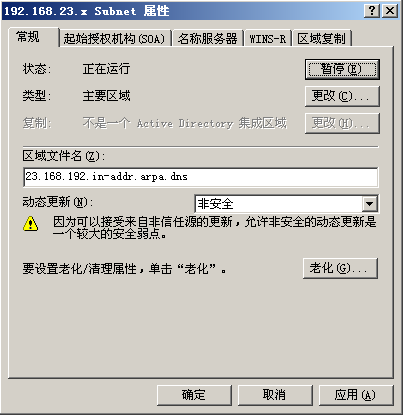 192.168.23.x Subnet 属性
常规 起始授权机构(SOA) 名称服务器 WINS-R 区域复制
状态: 正在运行 暂停(E)
类型: 主要区域 更改(C)...
复制: 不是一个 Active Directory 集成区域 更改(H)...
区域文件名(Z):
23.168.192.in-addr.arpa.dns
动态更新(N): 非安全
因为可以接受来自非信任源的更新,允许非安全的动态更新是
一个较大的安全弱点。
要设置老化/清理属性,单击“老化”。 老化(G)...
确定 取消 应用(A)